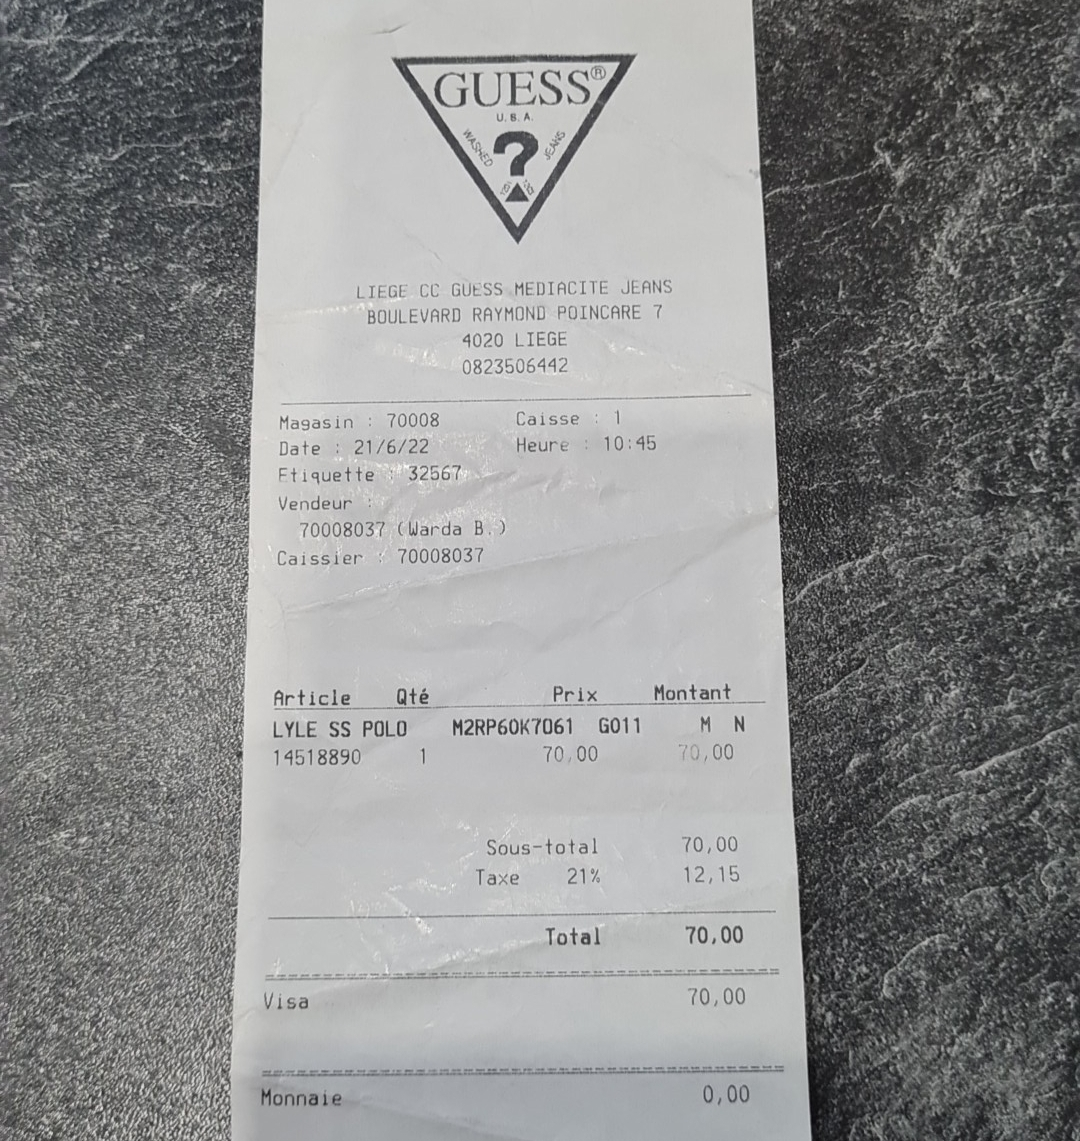 GUESS®
U.S.A.
WASHED
JEANS
?
LIEGE CC GUESS MEDIACITE JEANS
BOULEVARD RAYMOND POINCARE 7
4020 LIEGE
0823506442
Magasin : 70008 Caisse : 1
Date : 21/6/22 Heure : 10:45
Etiquette : 32567
Vendeur :
70008037 (Warda B.)
Caissier : 70008037
Article Qté Prix Montant
LYLE SS POLO M2RP60K7O61 G011 M N
14518890 1 70,00 70,00
Sous-total 70,00
Taxe 21% 12,15
Total 70,00
Visa 70,00
Monnaie 0,00